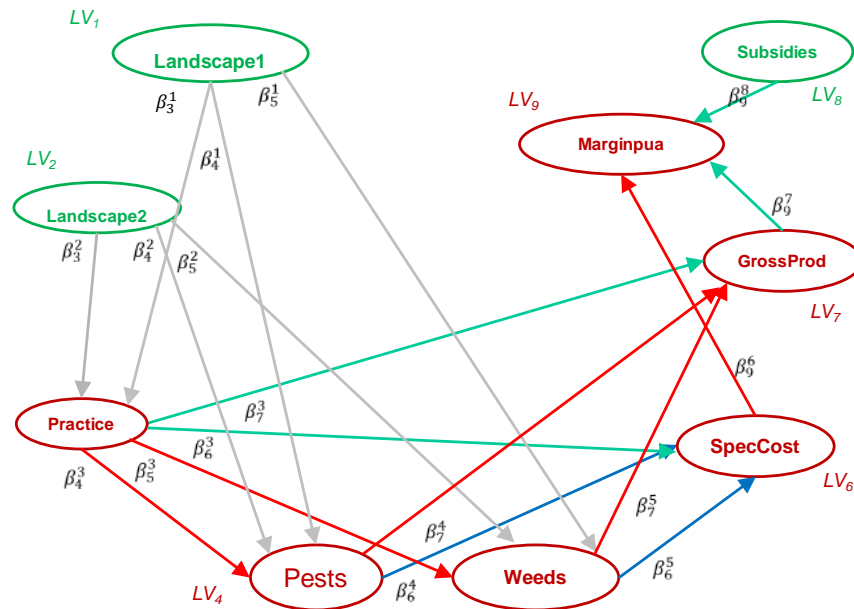 LV₁
Landscape1
Subsidies
LV₈
LV₉
β₃¹
β₅¹
β₉⁸
Marginpua
β₄¹
LV₂
Landscape2
β₃²
β₄²
β₅²
β₉⁷
GrossProd
LV₇
β₉⁶
Practice
β₇³
β₆³
SpecCost
β₄³
β₅³
LV₆
β₇⁴
β₇⁵
Pests
Weeds
β₆⁵
LV₄
β₆⁴